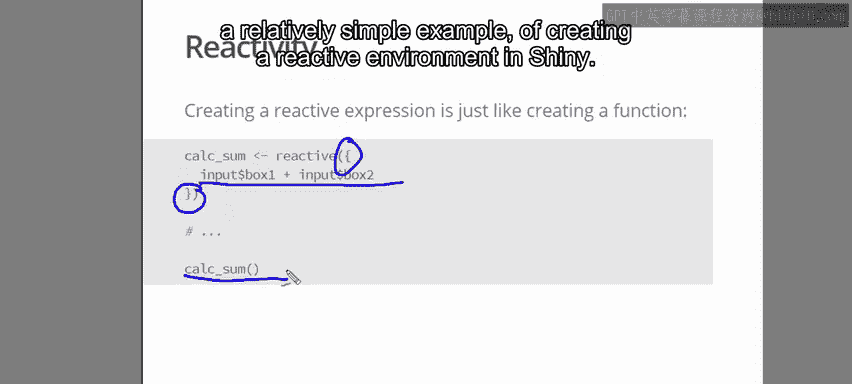 a relatively simple example, of creating
a reactive environment in Shiny.
Reactivity
Creating a reactive expression is just like creating a function:
calc_sum <- reactive({
input$box1 + input$box2
})
# ...
calc_sum()